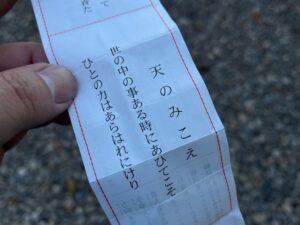 天のみこえ
世の中の事ある時にあひてこそ
ひとの力はあらはれにけり